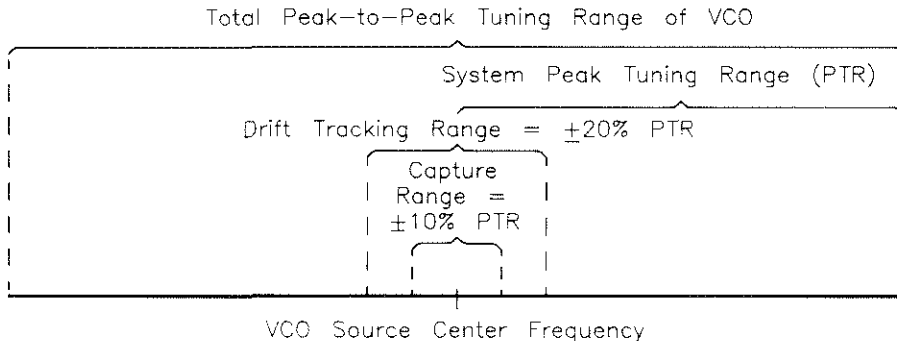 Total Peak-to-Peak Tuning Range of VCO
System Peak Tuning Range (PTR)
Drift Tracking Range = ±20% PTR
Capture
Range =
±10% PTR
VCO Source Center Frequency